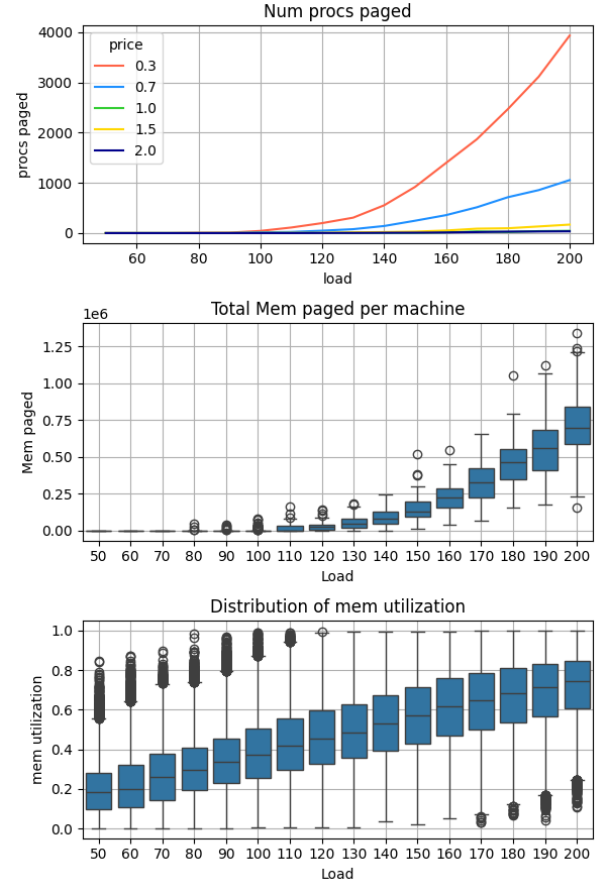 Num procs paged
4000
3000
2000
1000
0
procs paged
price
0.3
0.7
1.0
1.5
2.0
60 80 100 120 140 160 180 200
load
Total Mem paged per machine
1e6
1.25
1.00
0.75
0.50
0.25
0.00
Mem paged
50 60 70 80 90 100 110 120 130 140 150 160 170 180 190 200
Load
Distribution of mem utilization
1.0
0.8
0.6
0.4
0.2
0.0
mem utilization
50 60 70 80 90 100 110 120 130 140 150 160 170 180 190 200
Load